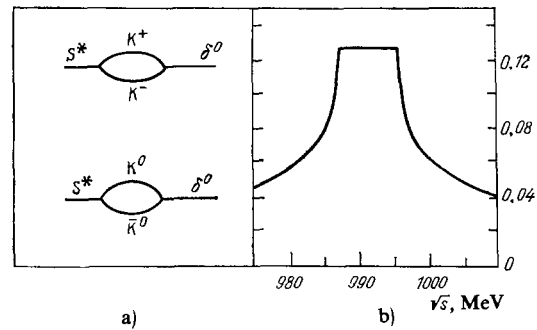 K⁺
S* δ⁰
K⁻
K⁰
S* δ⁰
K̄⁰
0,12
0,08
0,04
0
980 990 1000
√s, MeV
a) b)